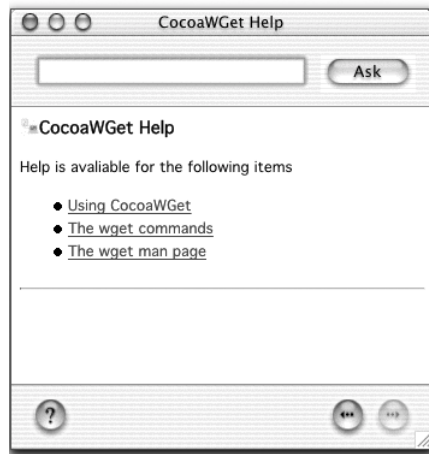 CocoaWGet Help
Ask
CocoaWGet Help
Help is avaliable for the following items
Using CocoaWGet
The wget commands
The wget man page
?